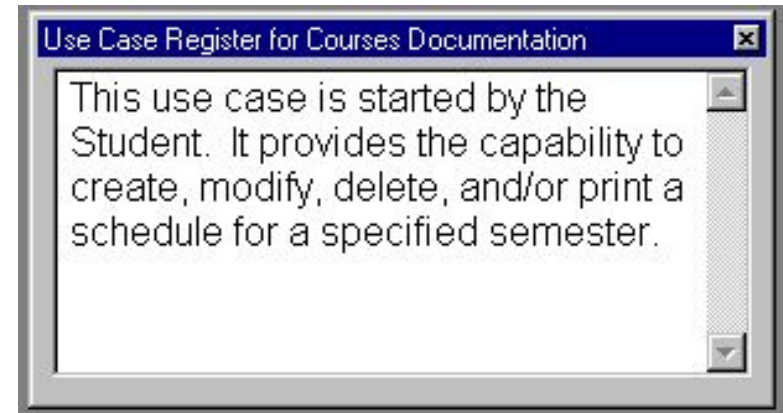 Use Case Register for Courses Documentation
This use case is started by the
Student.  It provides the capability to
create, modify, delete, and/or print a
schedule for a specified semester.